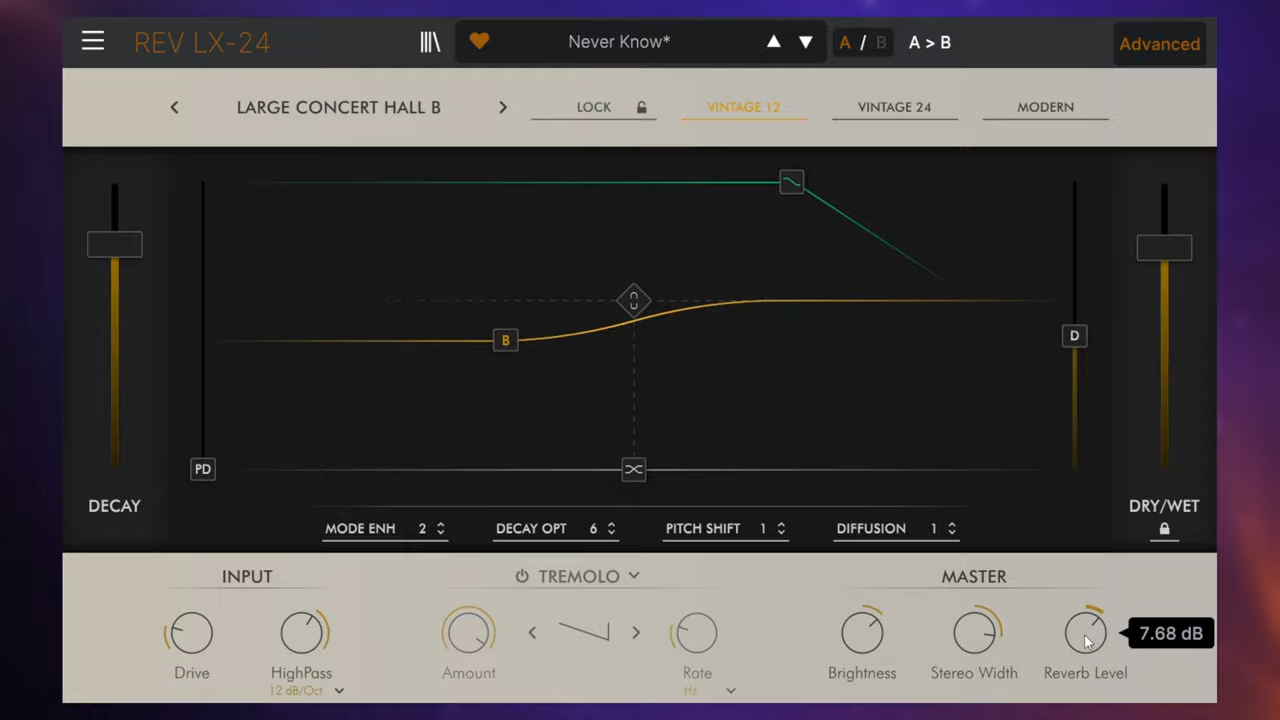 REV LX-24
Never Know*
A / B
A > B
Advanced
LARGE CONCERT HALL B
LOCK
VINTAGE 12
VINTAGE 24
MODERN
B
D
PD
DECAY
DRY/WET
MODE ENH 2
DECAY OPT 6
PITCH SHIFT 1
DIFFUSION 1
INPUT
TREMOLO
MASTER
7.68 dB
Drive
HighPass
12 dB/Oct
Amount
Rate
Hz
Brightness
Stereo Width
Reverb Level